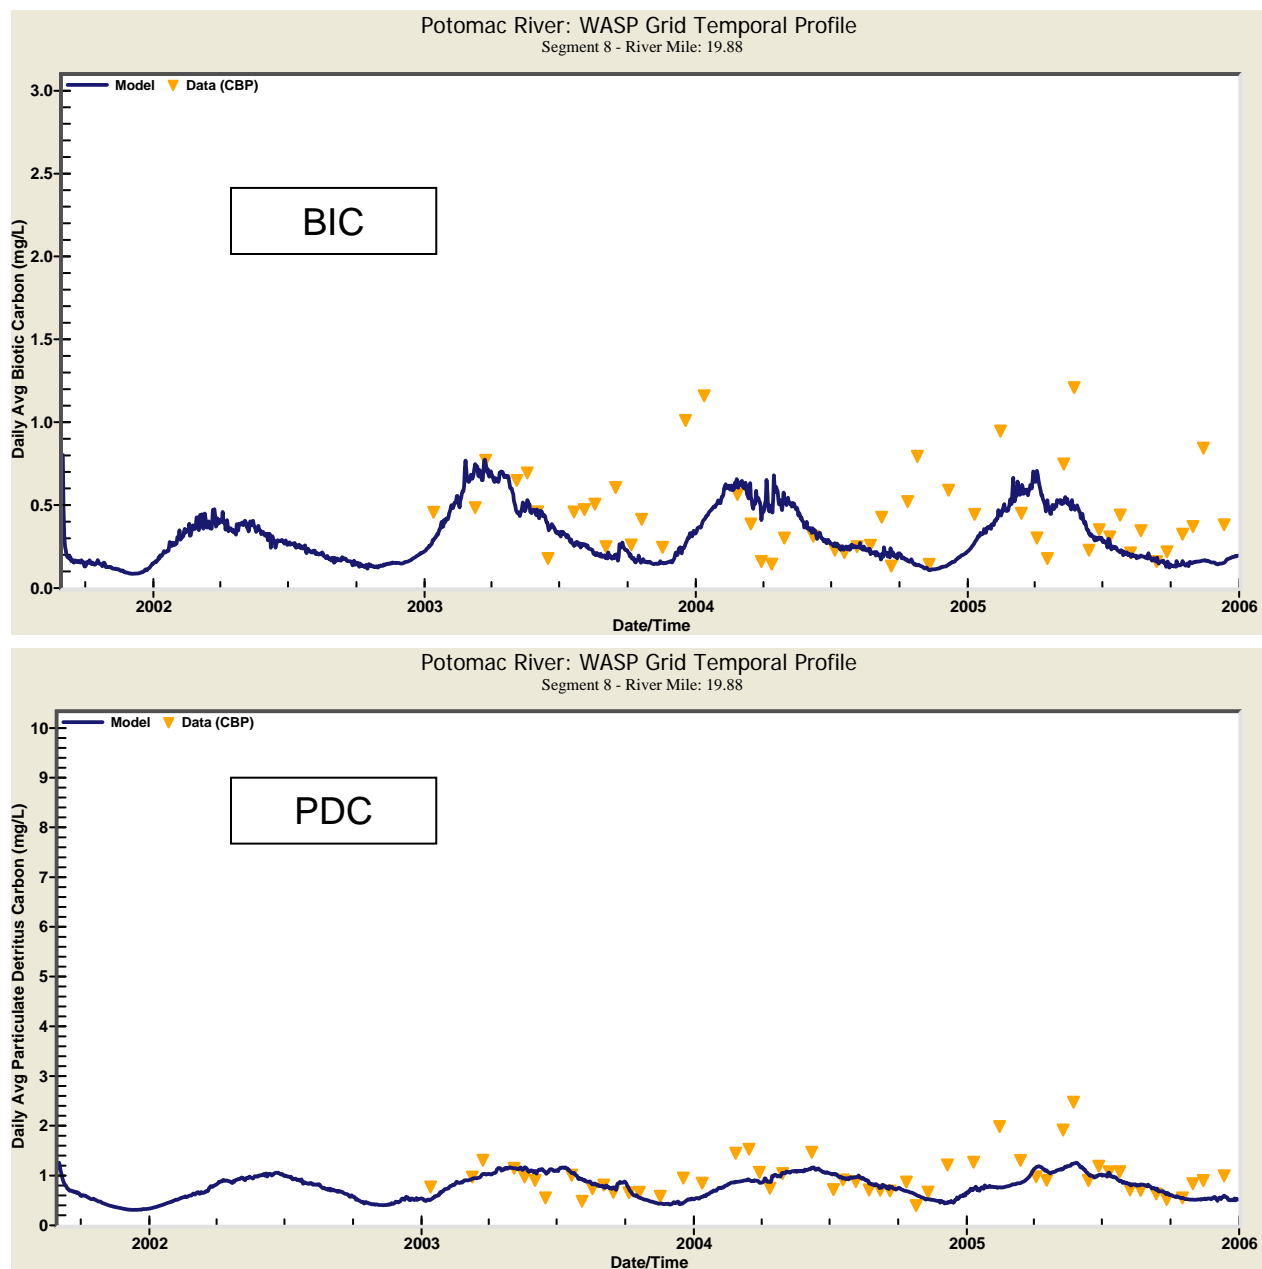 Potomac River: WASP Grid Temporal Profile
Segment 8 - River Mile: 19.88
Model Data (CBP)
3.0
2.5
2.0
1.5
1.0
0.5
0.0
Daily Avg Biotic Carbon (mg/L)
BIC
2002 2003 2004 2005 2006
Date/Time
Potomac River: WASP Grid Temporal Profile
Segment 8 - River Mile: 19.88
Model Data (CBP)
10
9
8
7
6
5
4
3
2
1
0
Daily Avg Particulate Detritus Carbon (mg/L)
PDC
2002 2003 2004 2005 2006
Date/Time